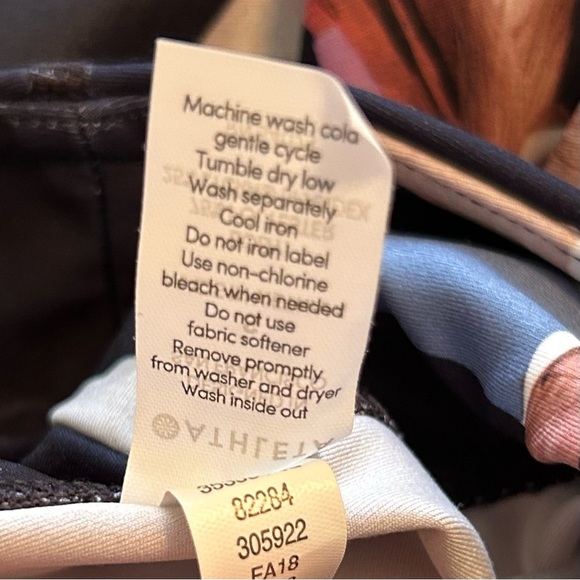 Machine wash cold
gentle cycle
Tumble dry low
Wash separately
Cool iron
Do not iron label
Use non-chlorine
bleach when needed
Do not use
fabric softener
Remove promptly
from washer and dryer
Wash inside out
ATHLETA
82284
305922
FA18